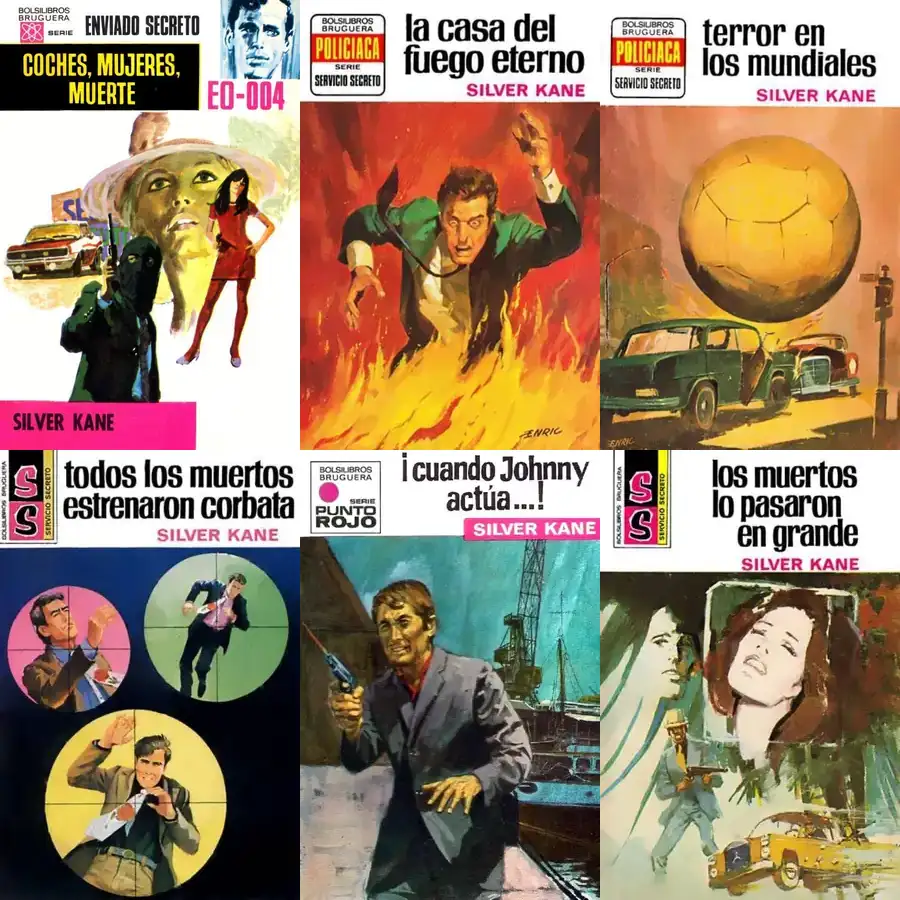 BOLSILIBROS
BRUGUERA
SERIE
ENVIADO SECRETO
COCHES, MUJERES,
MUERTE
EO-004
SE
SILVER KANE
BOLSILIBROS
BRUGUERA
POLICIACA
SERIE
SERVICIO SECRETO
la casa del
fuego eterno
SILVER KANE
ENRIC
BOLSILIBROS
BRUGUERA
POLICIACA
SERIE
SERVICIO SECRETO
terror en
los mundiales
SILVER KANE
ENRIC
BOLSILIBROS BRUGUERA
SS
SERVICIO SECRETO
todos los muertos
estrenaron corbata
SILVER KANE
BOLSILIBROS
BRUGUERA
SERIE
PUNTO
ROJO
¡cuando Johnny
actúa...!
SILVER KANE
BOLSILIBROS BRUGUERA
SS
SERVICIO SECRETO
los muertos
lo pasaron
en grande
SILVER KANE